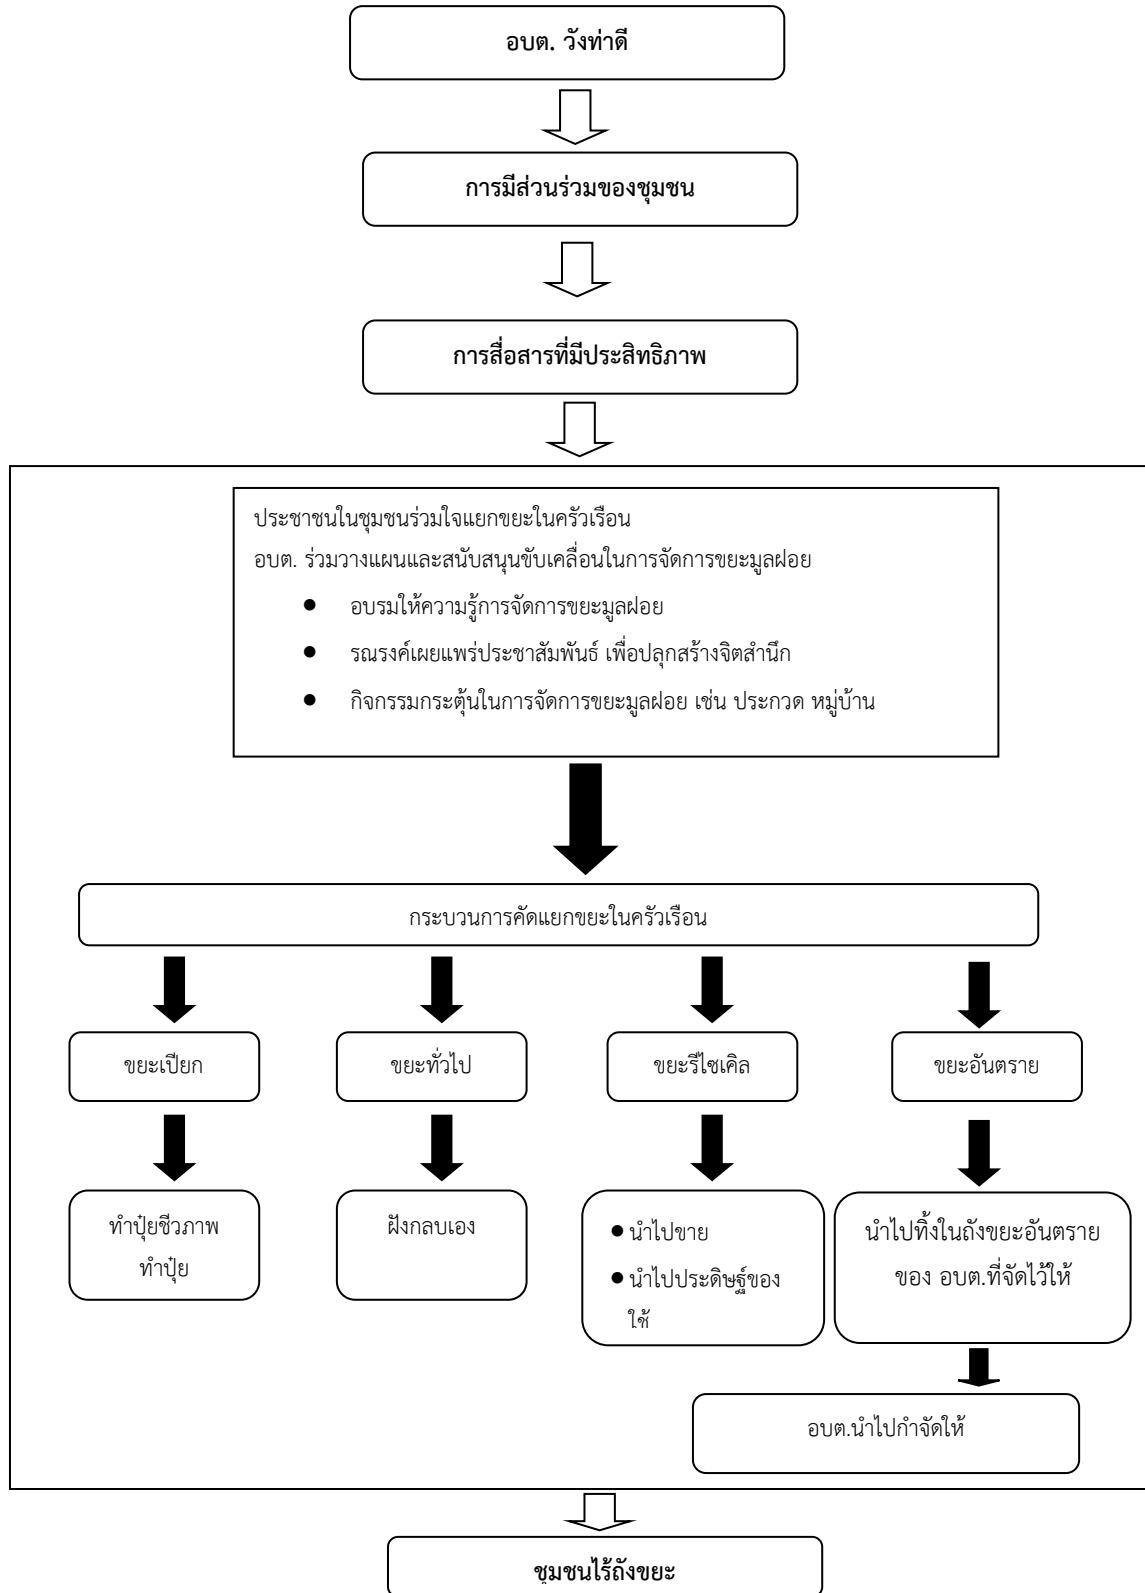 อบต. วังท่าดี
การมีส่วนร่วมของชุมชน
การสื่อสารที่มีประสิทธิภาพ
ประชาชนในชุมชนร่วมใจแยกขยะในครัวเรือน
อบต. ร่วมวางแผนและสนับสนุนขับเคลื่อนในการจัดการขยะมูลฝอย
● อบรมให้ความรู้การจัดการขยะมูลฝอย
● รณรงค์เผยแพร่ประชาสัมพันธ์ เพื่อปลุกสร้างจิตสำนึก
● กิจกรรมกระตุ้นในการจัดการขยะมูลฝอย เช่น ประกวด หมู่บ้าน
กระบวนการคัดแยกขยะในครัวเรือน
ขยะเปียก
ขยะทั่วไป
ขยะรีไซเคิล
ขยะอันตราย
ทำปุ๋ยชีวภาพ
ทำปุ๋ย
ฝังกลบเอง
● นำไปขาย
● นำไปประดิษฐ์ของ
ใช้
นำไปทิ้งในถังขยะอันตราย
ของ อบต.ที่จัดไว้ให้
อบต.นำไปกำจัดให้
ชุมชนไร้ถังขยะ